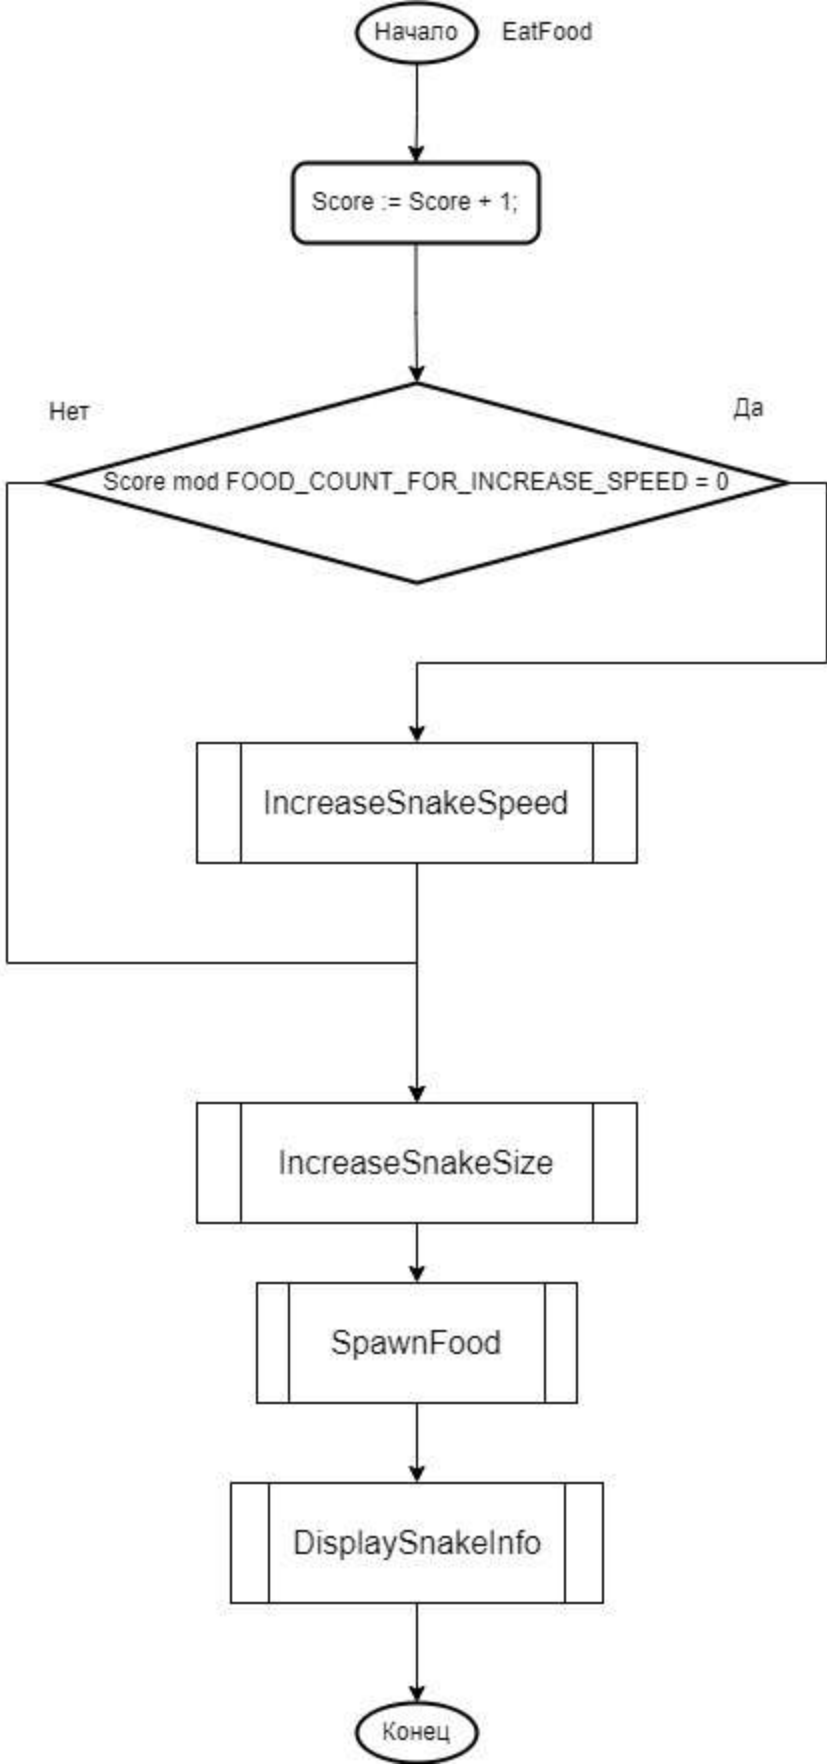 Начало EatFood
Score := Score + 1;
Нет
Да
Score mod FOOD_COUNT_FOR_INCREASE_SPEED = 0
IncreaseSnakeSpeed
IncreaseSnakeSize
SpawnFood
DisplaySnakeInfo
Конец